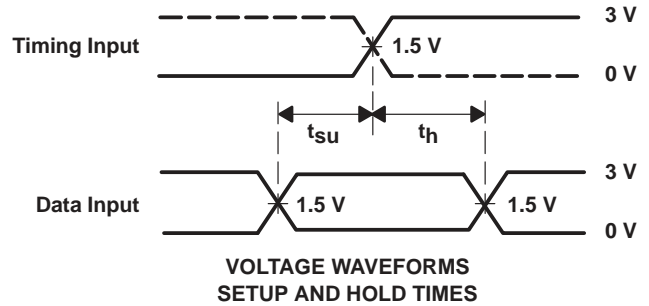 3 V
Timing Input
1.5 V
0 V
tsu
th
3 V
Data Input
1.5 V
1.5 V
0 V
VOLTAGE WAVEFORMS
SETUP AND HOLD TIMES